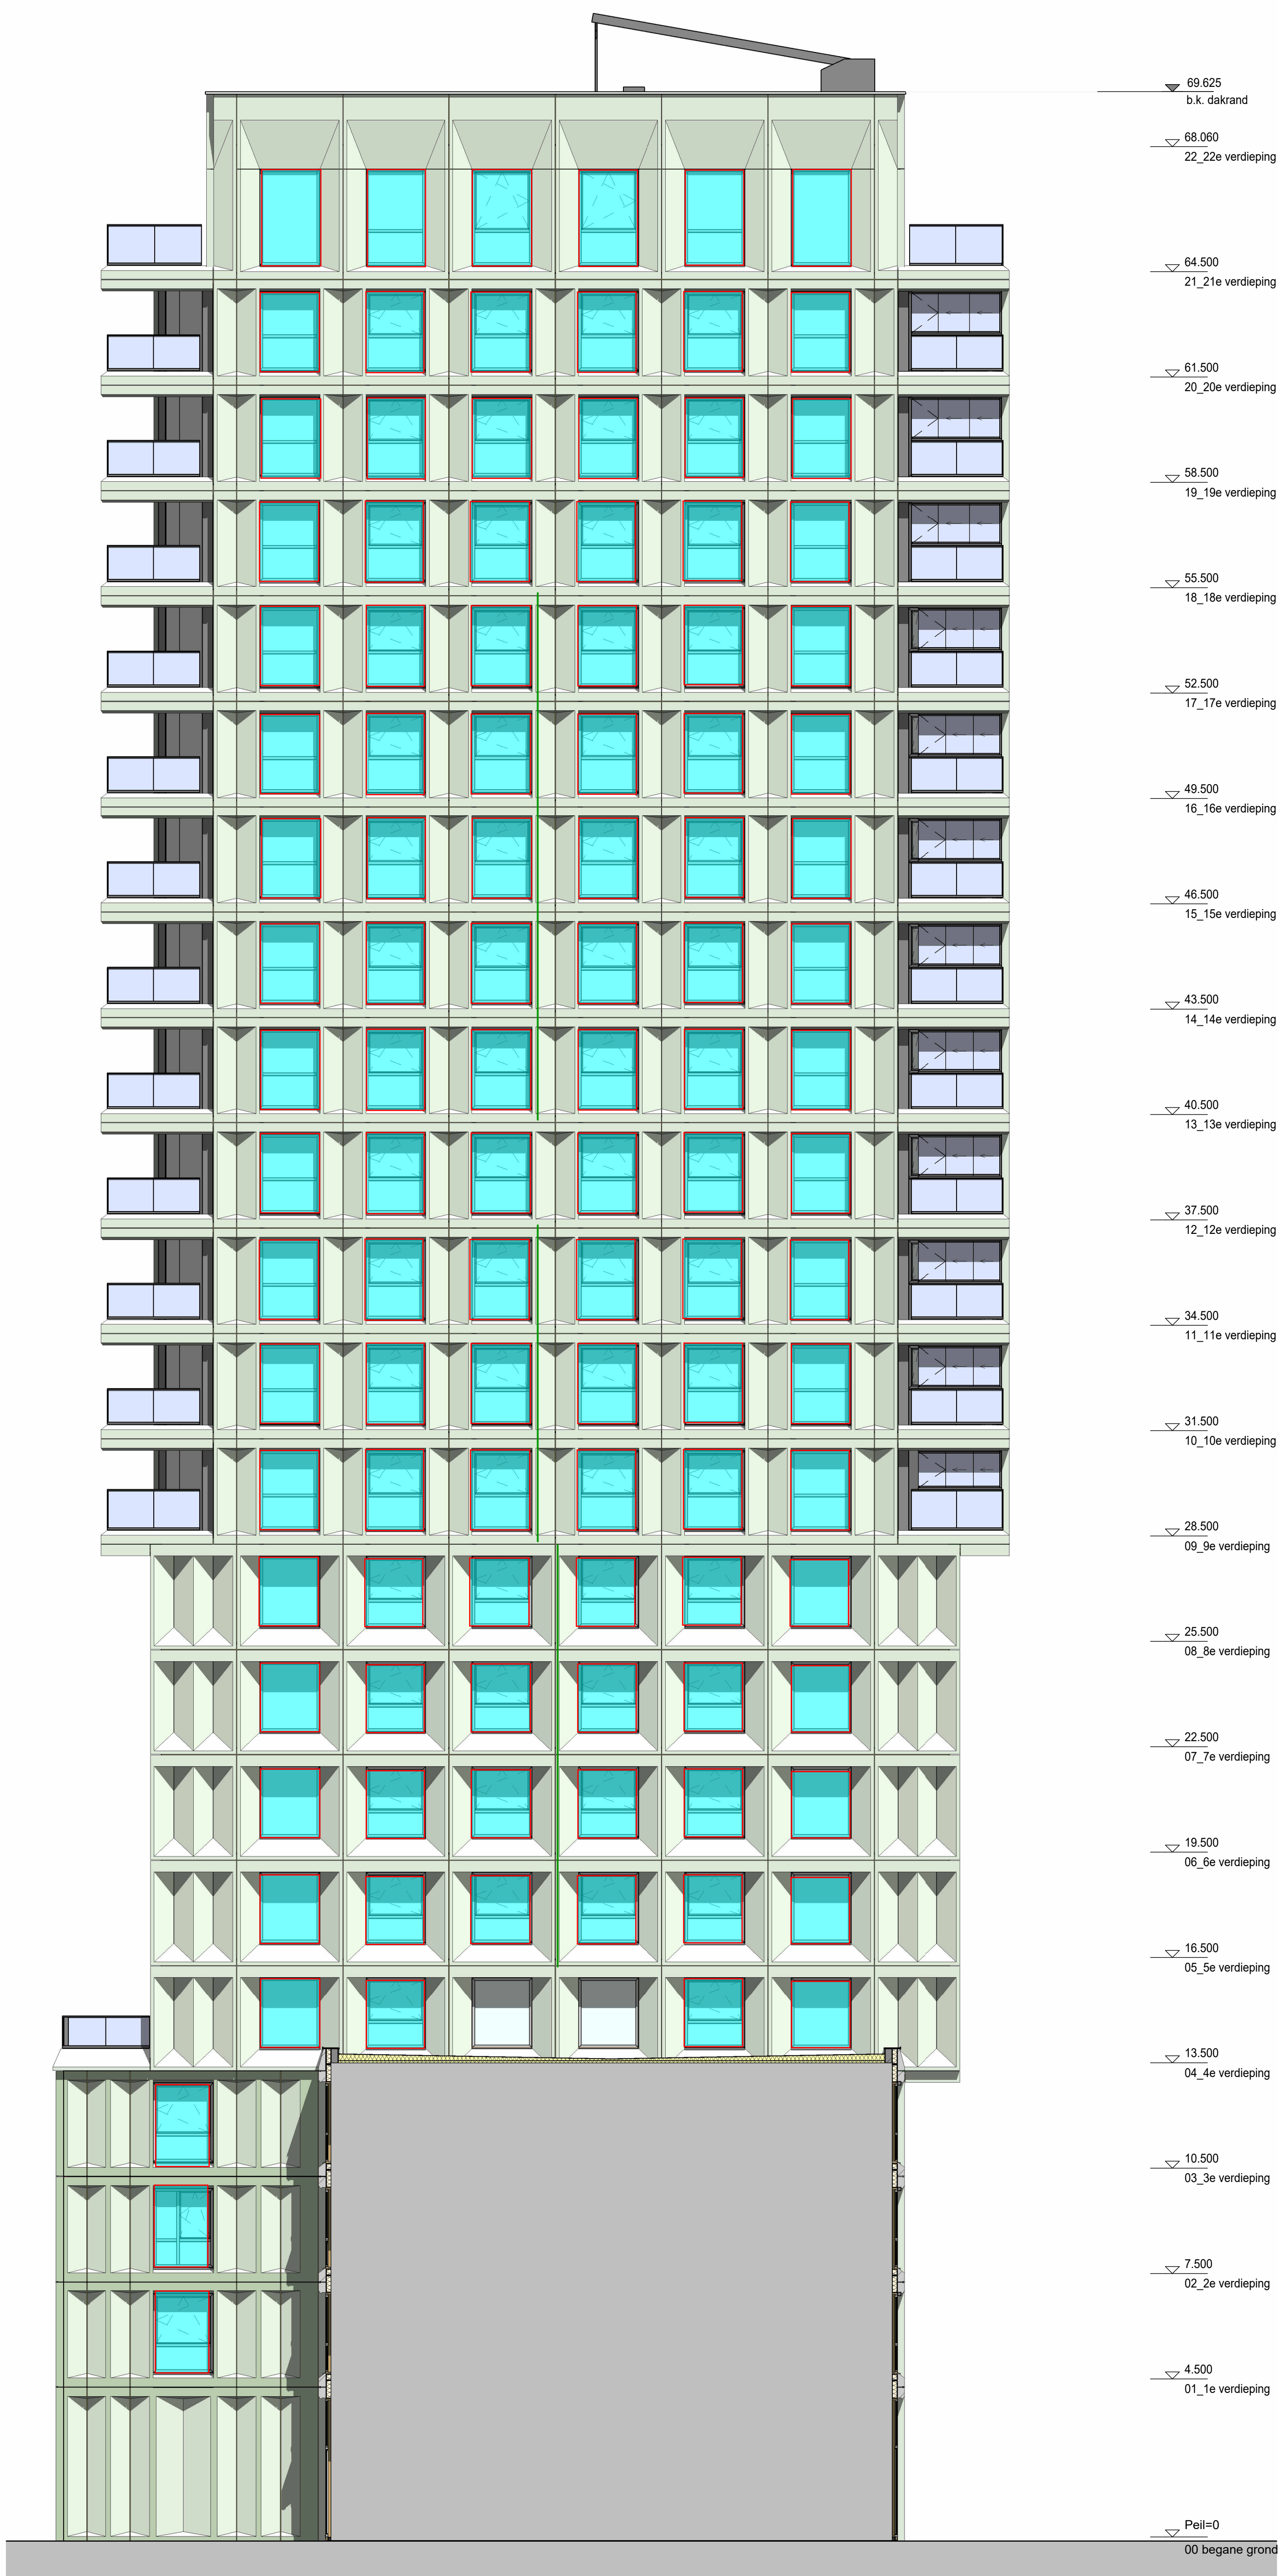 69.625
b.k. dakrand
68.060
22_22e verdieping
64.500
21_21e verdieping
61.500
20_20e verdieping
58.500
19_19e verdieping
55.500
18_18e verdieping
52.500
17_17e verdieping
49.500
16_16e verdieping
46.500
15_15e verdieping
43.500
14_14e verdieping
40.500
13_13e verdieping
37.500
12_12e verdieping
34.500
11_11e verdieping
31.500
10_10e verdieping
28.500
09_9e verdieping
25.500
08_8e verdieping
22.500
07_7e verdieping
19.500
06_6e verdieping
16.500
05_5e verdieping
13.500
04_4e verdieping
10.500
03_3e verdieping
7.500
02_2e verdieping
4.500
01_1e verdieping
Peil=0
00 begane grond